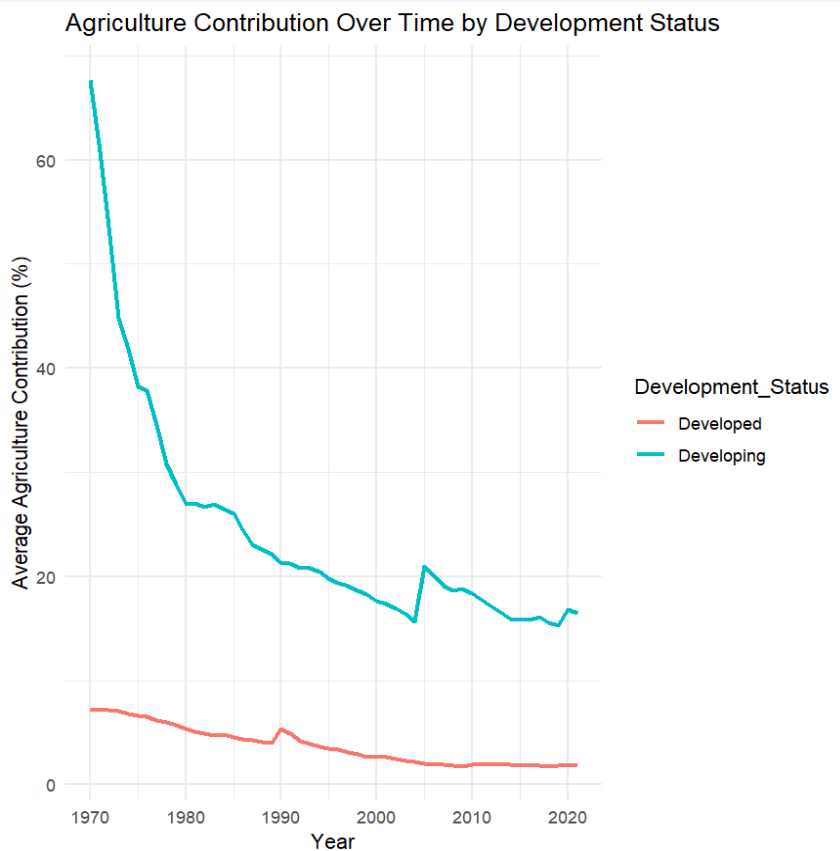 Agriculture Contribution Over Time by Development Status
Average Agriculture Contribution (%)
60
40
20
0
1970 1980 1990 2000 2010 2020
Year
Development_Status
Developed
Developing